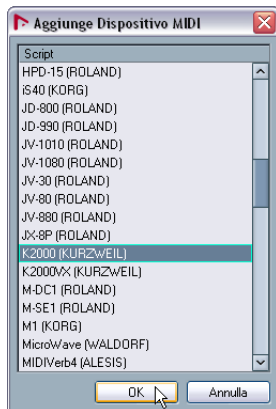 Aggiunge Dispositivo MIDI
Script
HPD-15 (ROLAND)
iS40 (KORG)
JD-800 (ROLAND)
JD-990 (ROLAND)
JV-1010 (ROLAND)
JV-1080 (ROLAND)
JV-30 (ROLAND)
JV-80 (ROLAND)
JV-880 (ROLAND)
JX-8P (ROLAND)
K2000 (KURZWEIL)
K2000VX (KURZWEIL)
M-DC1 (ROLAND)
M-SE1 (ROLAND)
M1 (KORG)
MicroWave (WALDORF)
MIDIVerb4 (ALESIS)
OK
Annulla